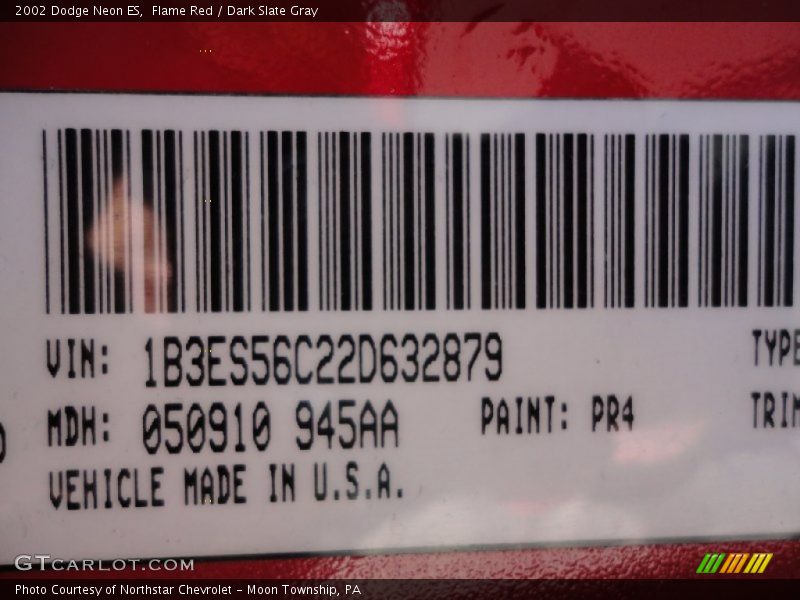 2002 Dodge Neon ES,  Flame Red / Dark Slate Gray
VIN: 1B3ES56C22D632879
TYPE
MDH: 050910 945AA PAINT: PR4
TRIM
VEHICLE MADE IN U.S.A.
GTCARLOT.COM
Photo Courtesy of Northstar Chevrolet - Moon Township, PA